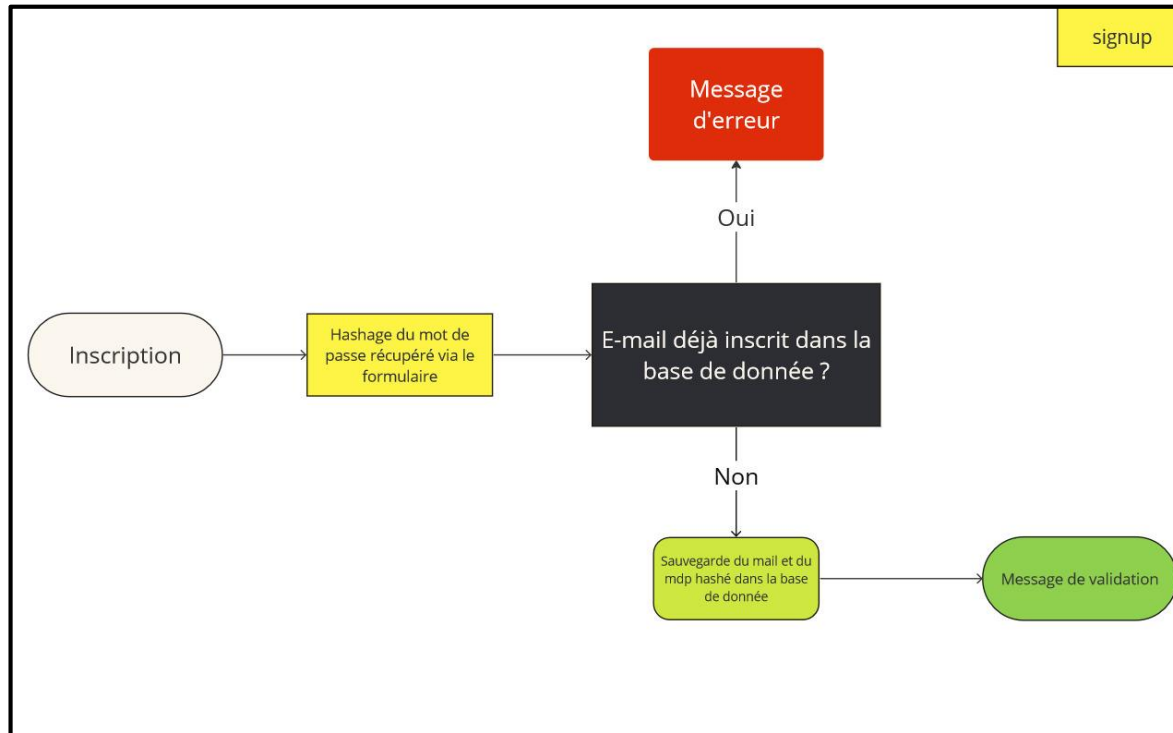 signup
Message
d'erreur
Oui
Inscription
Hashage du mot de
passe récupéré via le
formulaire
E-mail déjà inscrit dans la
base de donnée ?
Non
Sauvegarde du mail et du
mdp hashé dans la base
de donnée
Message de validation